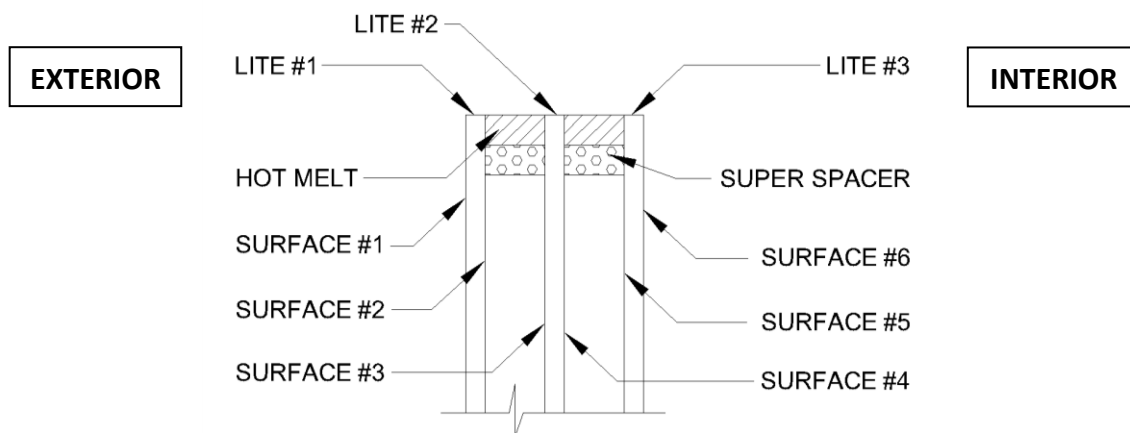 LITE #2
EXTERIOR
LITE #1
LITE #3
INTERIOR
HOT MELT
SUPER SPACER
SURFACE #1
SURFACE #6
SURFACE #2
SURFACE #5
SURFACE #3
SURFACE #4